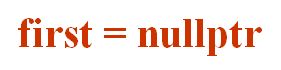 first = nullptr